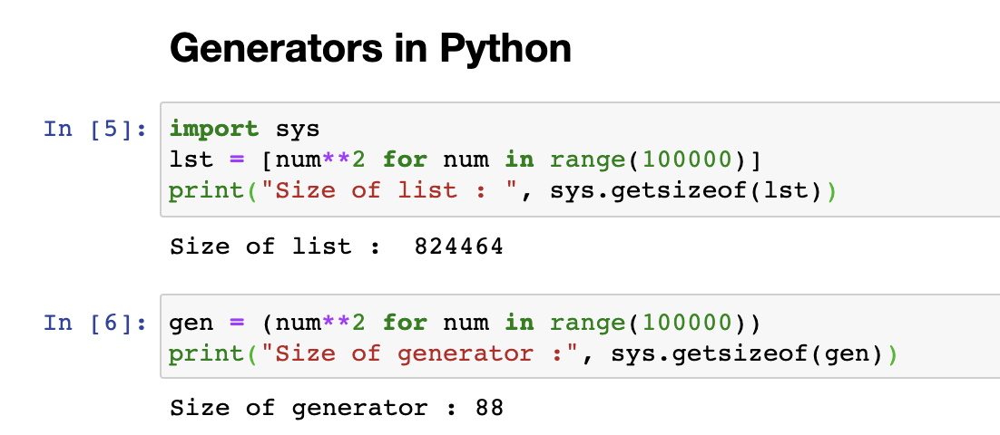 Generators in Python
In [5]: import sys
lst = [num**2 for num in range(100000)]
print("Size of list : ", sys.getsizeof(lst))
Size of list :  824464
In [6]: gen = (num**2 for num in range(100000))
print("Size of generator :", sys.getsizeof(gen))
Size of generator : 88